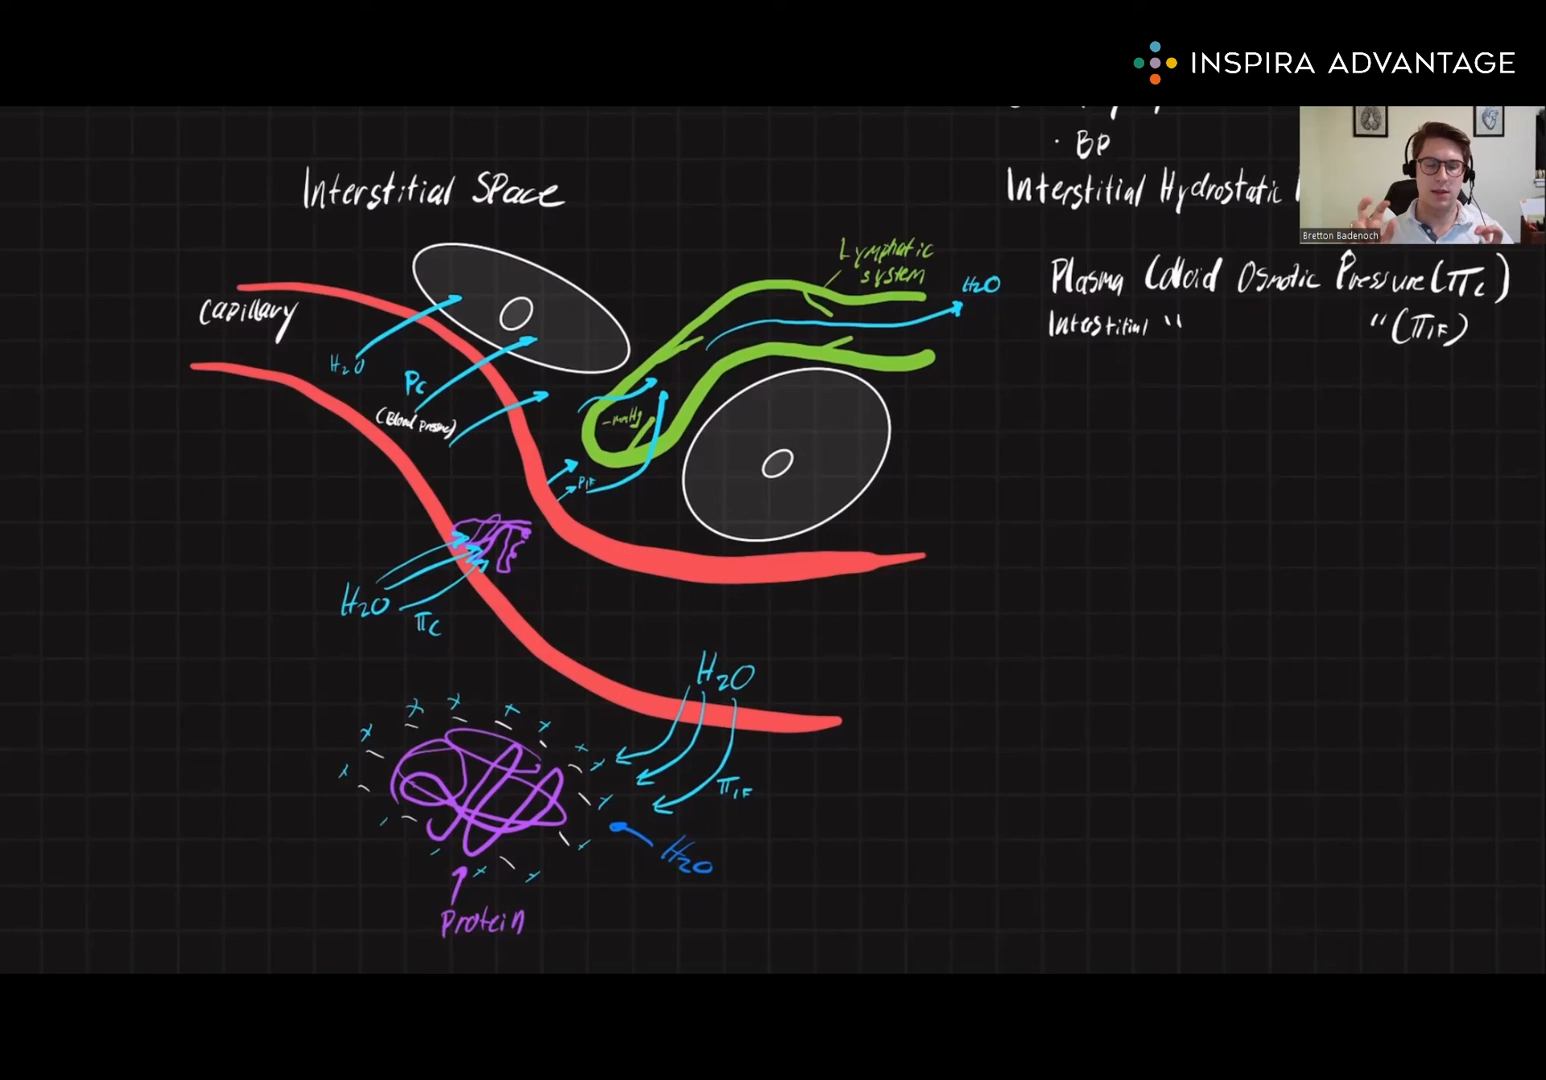 INSPIRA ADVANTAGE
· BP
Interstitial Hydrostatic
Bretton Badenoch
Plasma Colloid Osmotic Pressure (πc)
Interstitial " " (πIF)
Interstitial Space
Lymphatic
system
H2O
Capillary
H2O
Pc
(Blood Pressure)
-mmHg
PIF
H2O
πc
H2O
πIF
H2O
Protein